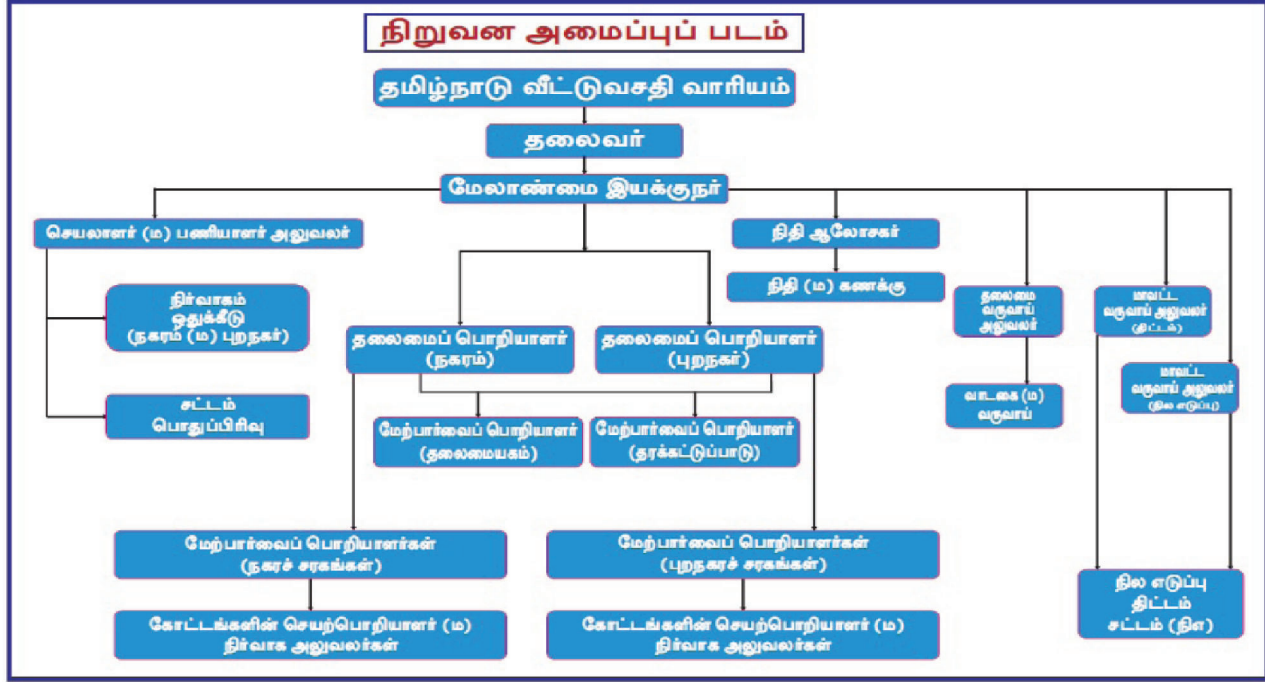 நிறுவன அமைப்புப் படம்
தமிழ்நாடு வீட்டுவசதி வாரியம்
தலைவர்
மேலாண்மை இயக்குநர்
செயலாளர் (ம) பணியாளர் அலுவலர்
நிர்வாகம்
ஒதுக்கீடு
(நகரம் (ம) புறநகர்)
சட்டம்
பொதுப்பிரிவு
தலைமைப் பொறியாளர்
(நகரம்)
தலைமைப் பொறியாளர்
(புறநகர்)
மேற்பார்வைப் பொறியாளர்
(தலைமையகம்)
மேற்பார்வைப் பொறியாளர்
(தரக்கட்டுப்பாடு)
மேற்பார்வைப் பொறியாளர்கள்
(நகரச் சரகங்கள்)
கோட்டங்களின் செயற்பொறியாளர் (ம)
நிர்வாக அலுவலர்கள்
மேற்பார்வைப் பொறியாளர்கள்
(புறநகரச் சரகங்கள்)
கோட்டங்களின் செயற்பொறியாளர் (ம)
நிர்வாக அலுவலர்கள்
நிதி ஆலோசகர்
நிதி (ம) கணக்கு
தலைமை
வருவாய்
அலுவலர்
வாடகை (ம)
வருவாய்
மாவட்ட
வருவாய் அலுவலர்
(திட்டம்)
மாவட்ட
வருவாய் அலுவலர்
(நில எடுப்பு)
நில எடுப்பு
திட்டம்
சட்டம் (நிஎ)